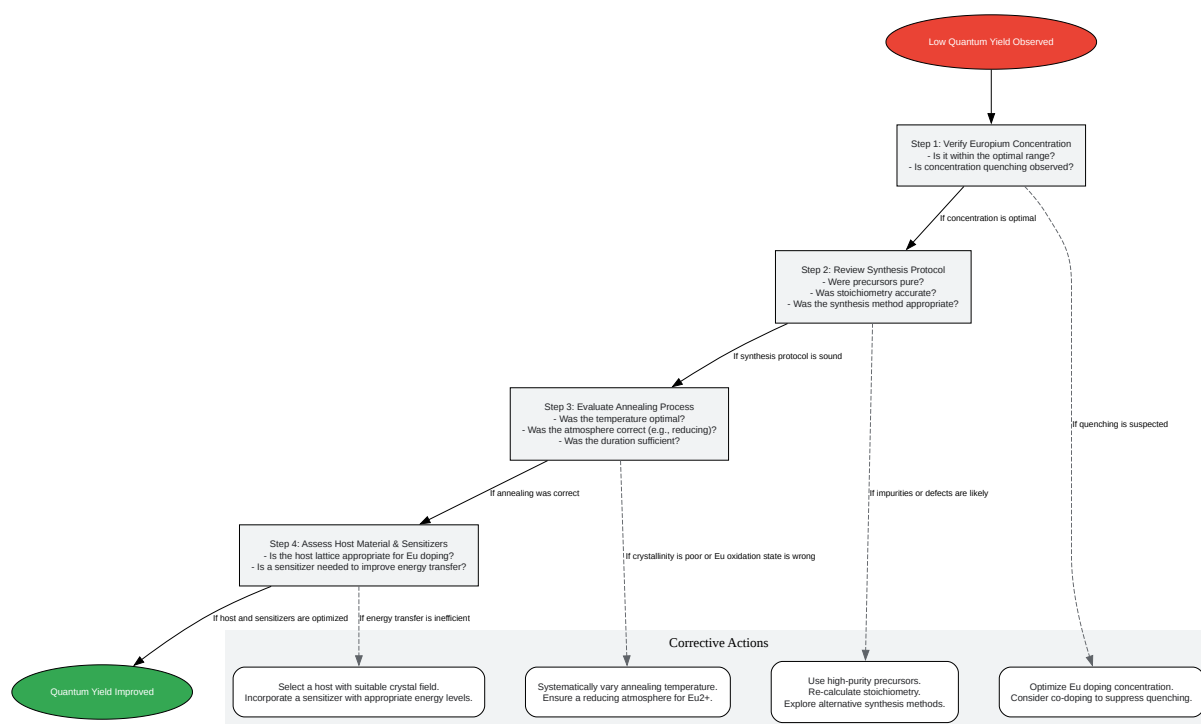 Low Quantum Yield Observed
Step 1: Verify Europium Concentration
- Is it within the optimal range?
- Is concentration quenching observed?
If concentration is optimal
Step 2: Review Synthesis Protocol
- Were precursors pure?
- Was stoichiometry accurate?
- Was the synthesis method appropriate?
If synthesis protocol is sound
Step 3: Evaluate Annealing Process
- Was the temperature optimal?
- Was the atmosphere correct (e.g., reducing)?
- Was the duration sufficient?
If quenching is suspected
If annealing was correct
If impurities or defects are likely
Step 4: Assess Host Material & Sensitizers
- Is the host lattice appropriate for Eu doping?
- Is a sensitizer needed to improve energy transfer?
If crystallinity is poor or Eu oxidation state is wrong
If host and sensitizers are optimized
If energy transfer is inefficient
Corrective Actions
Quantum Yield Improved
Select a host with suitable crystal field.
Incorporate a sensitizer with appropriate energy levels.
Systematically vary annealing temperature.
Ensure a reducing atmosphere for Eu2+.
Use high-purity precursors.
Re-calculate stoichiometry.
Explore alternative synthesis methods.
Optimize Eu doping concentration.
Consider co-doping to suppress quenching.